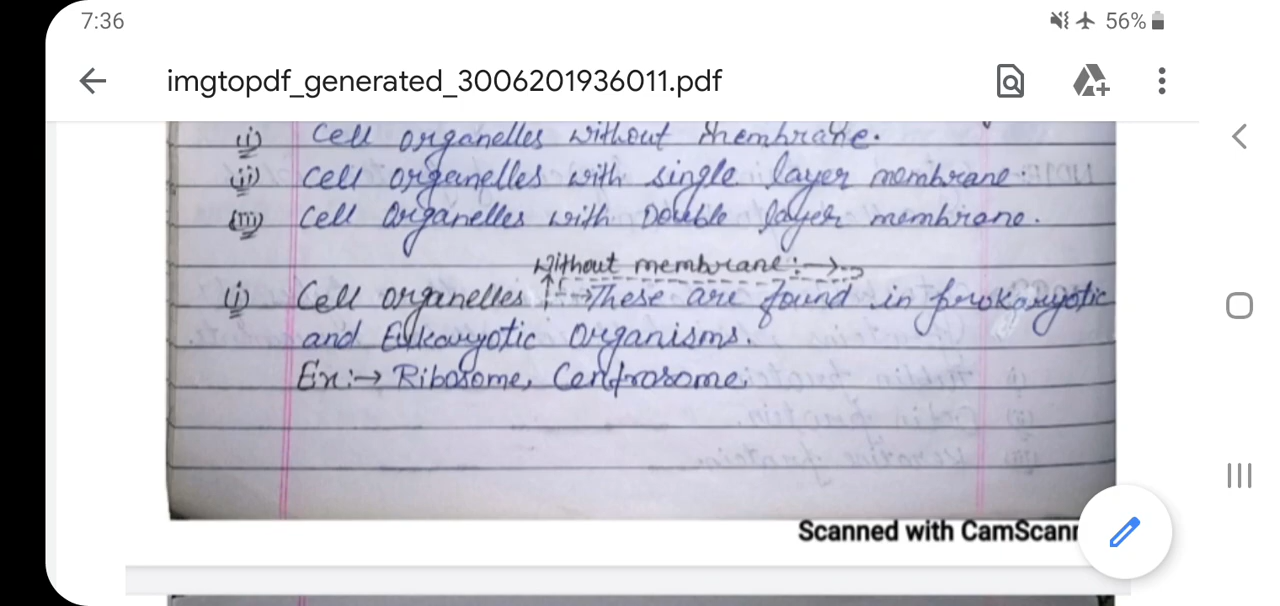 7:36
56%
imgtopdf_generated_3006201936011.pdf
(i) Cell organelles without membrane.
(ii) Cell organelles with single layer membrane.
(iii) Cell organelles with Double layer membrane.
without membrane:→
(i) Cell organelles → These are found in prokaryotic
and Eukaryotic organisms.
Ex:→ Ribosome, Centrosome,
Scanned with CamScanr